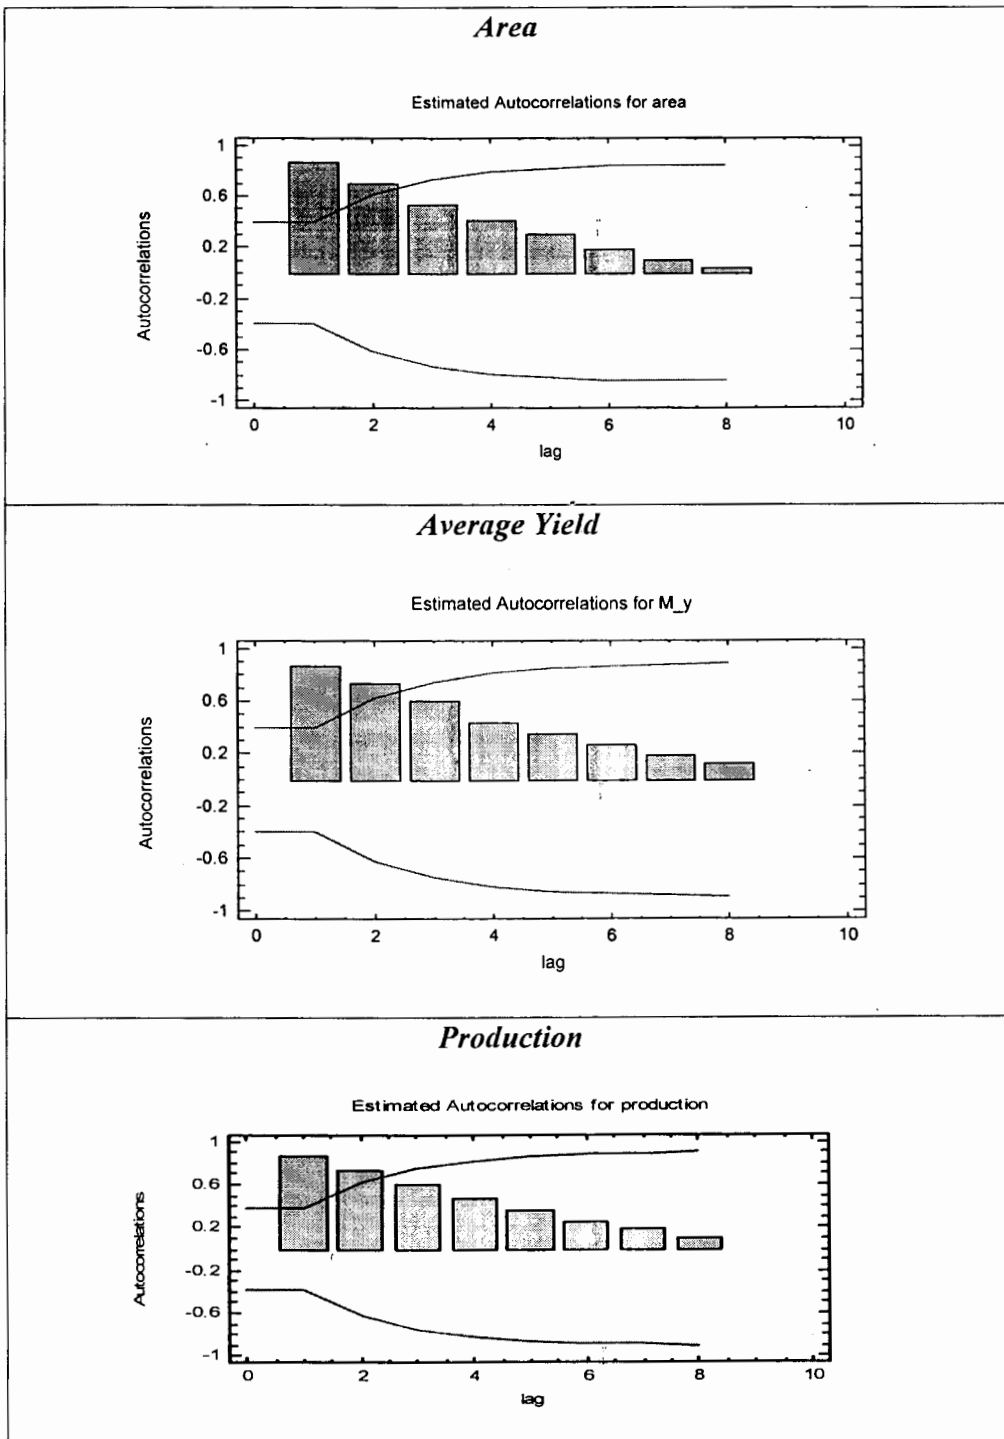 Area
Estimated Autocorrelations for area
Autocorrelations
1
0.6
0.2
-0.2
-0.6
-1
0 2 4 6 8 10
lag
Average Yield
Estimated Autocorrelations for M_y
Autocorrelations
1
0.6
0.2
-0.2
-0.6
-1
0 2 4 6 8 10
lag
Production
Estimated Autocorrelations for production
Autocorrelations
1
0.6
0.2
-0.2
-0.6
-1
0 2 4 6 8 10
lag